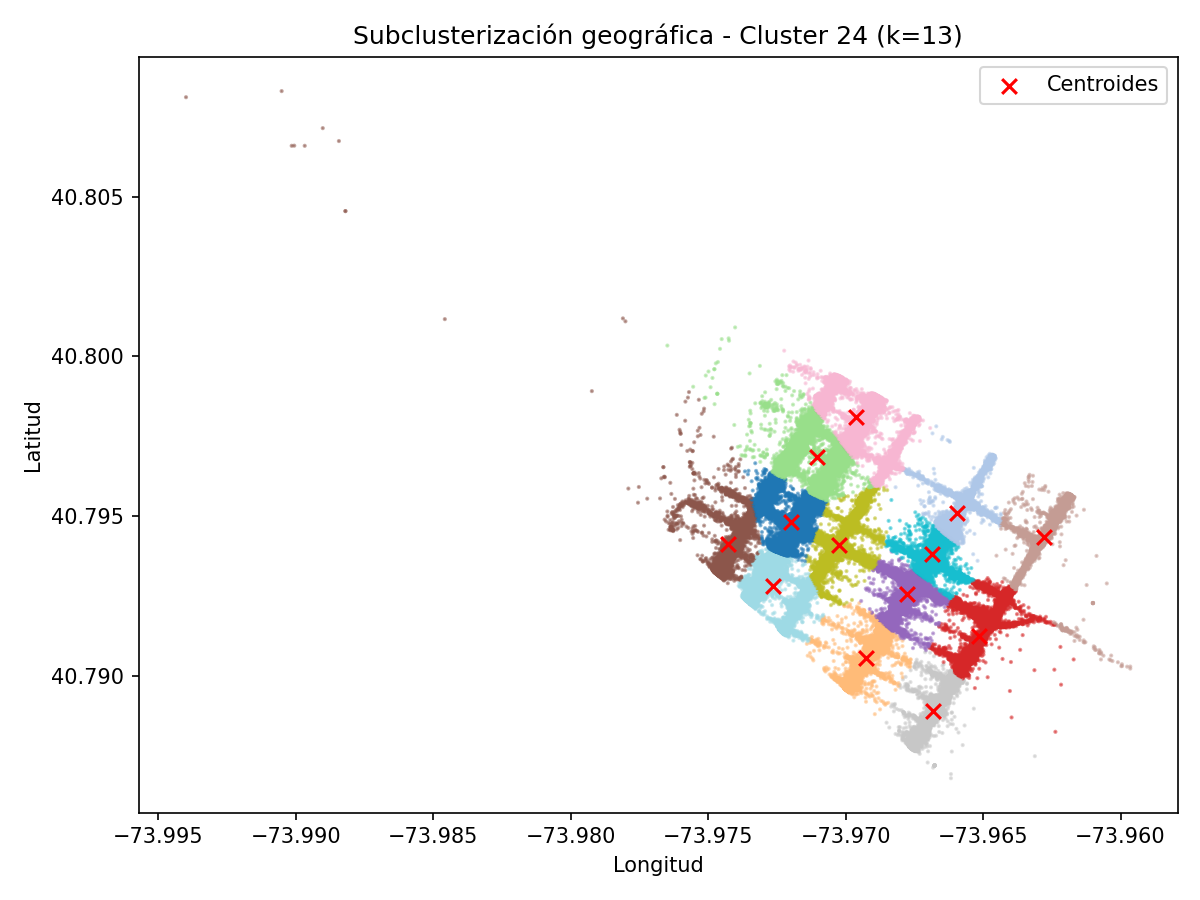 Subclusterización geográfica - Cluster 24 (k=13)
Centroides
40.805
40.800
40.795
40.790
Latitud
−73.995 −73.990 −73.985 −73.980 −73.975 −73.970 −73.965 −73.960
Longitud